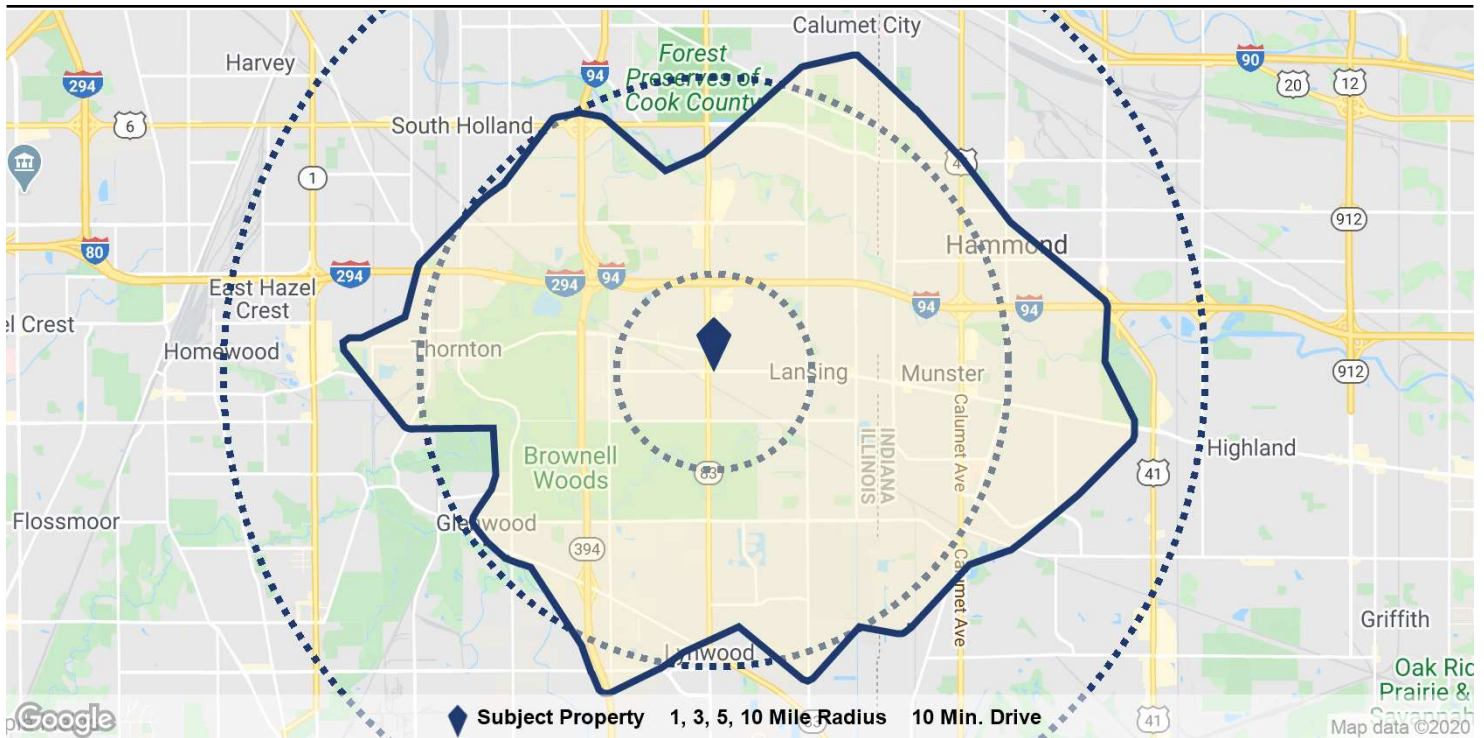 Calumet City
Harvey
Forest
Preserves of
Cook County
90
294
94
20
12
6
South Holland
41
1
912
Hammond
80
294
294
94
East Hazel
Crest
94
94
el Crest
Homewood
Thornton
Lansing
Munster
912
Calumet Ave
INDIANA
ILLINOIS
Highland
Brownell
Woods
83
41
Flossmoor
Glenwood
394
Calumet Ave
Griffith
Lynwood
Oak Rid
Prairie &
Savannah
Google
Subject Property 1, 3, 5, 10 Mile Radius 10 Min. Drive
83
41
Map data ©2020